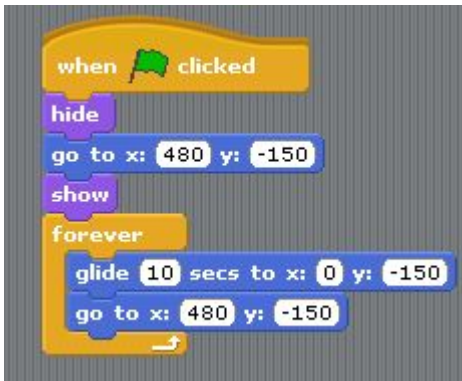 when clicked
hide
go to x: 480 y: -150
show
forever
glide 10 secs to x: 0 y: -150
go to x: 480 y: -150